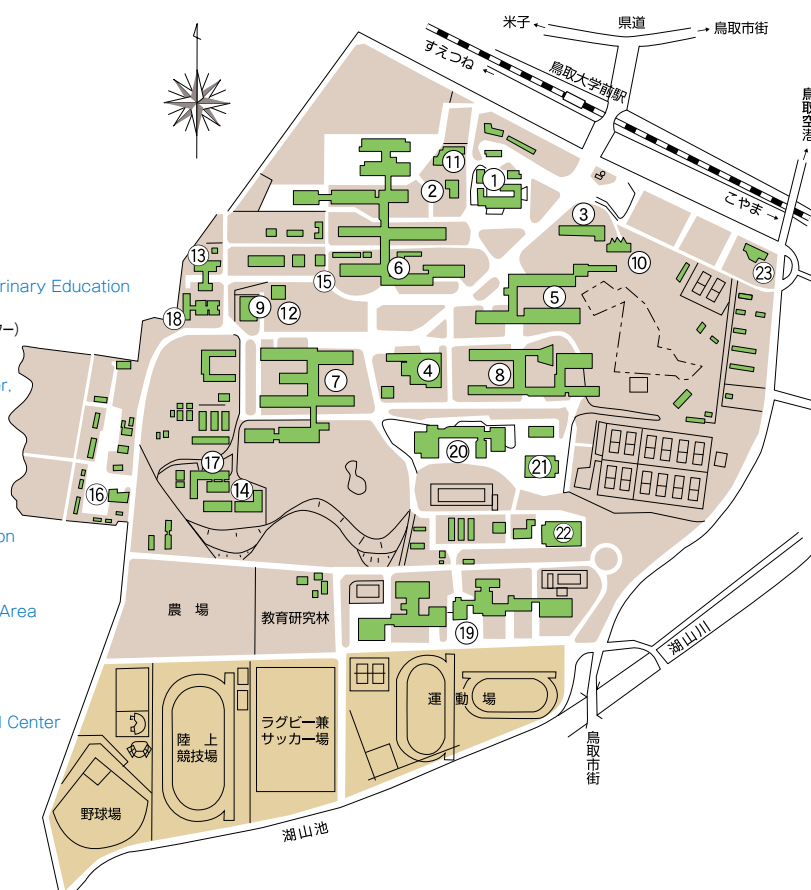 米子
県道
鳥取市街
すえつね
鳥取大学前駅
鳥取空港
こやま
⑪
①
②
③
⑩
㉓
⑬
⑥
⑮
⑤
rinary Education
⑨
⑫
⑱
ター）
⑦
④
⑧
er.
⑳
㉑
⑰
⑭
⑯
㉒
on
農 場
教育研究林
⑲
Area
湖山川
l Center
運 動 場
陸 上
競技場
ラグビー兼
サッカー場
鳥取市街
野球場
湖山池